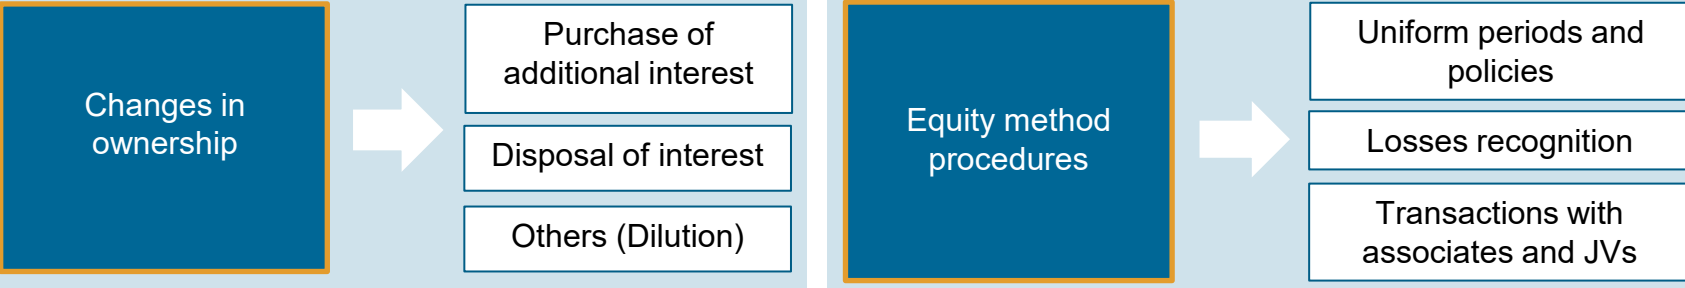 Changes in
ownership
Purchase of
additional interest
Disposal of interest
Others (Dilution)
Equity method
procedures
Uniform periods and
policies
Losses recognition
Transactions with
associates and JVs